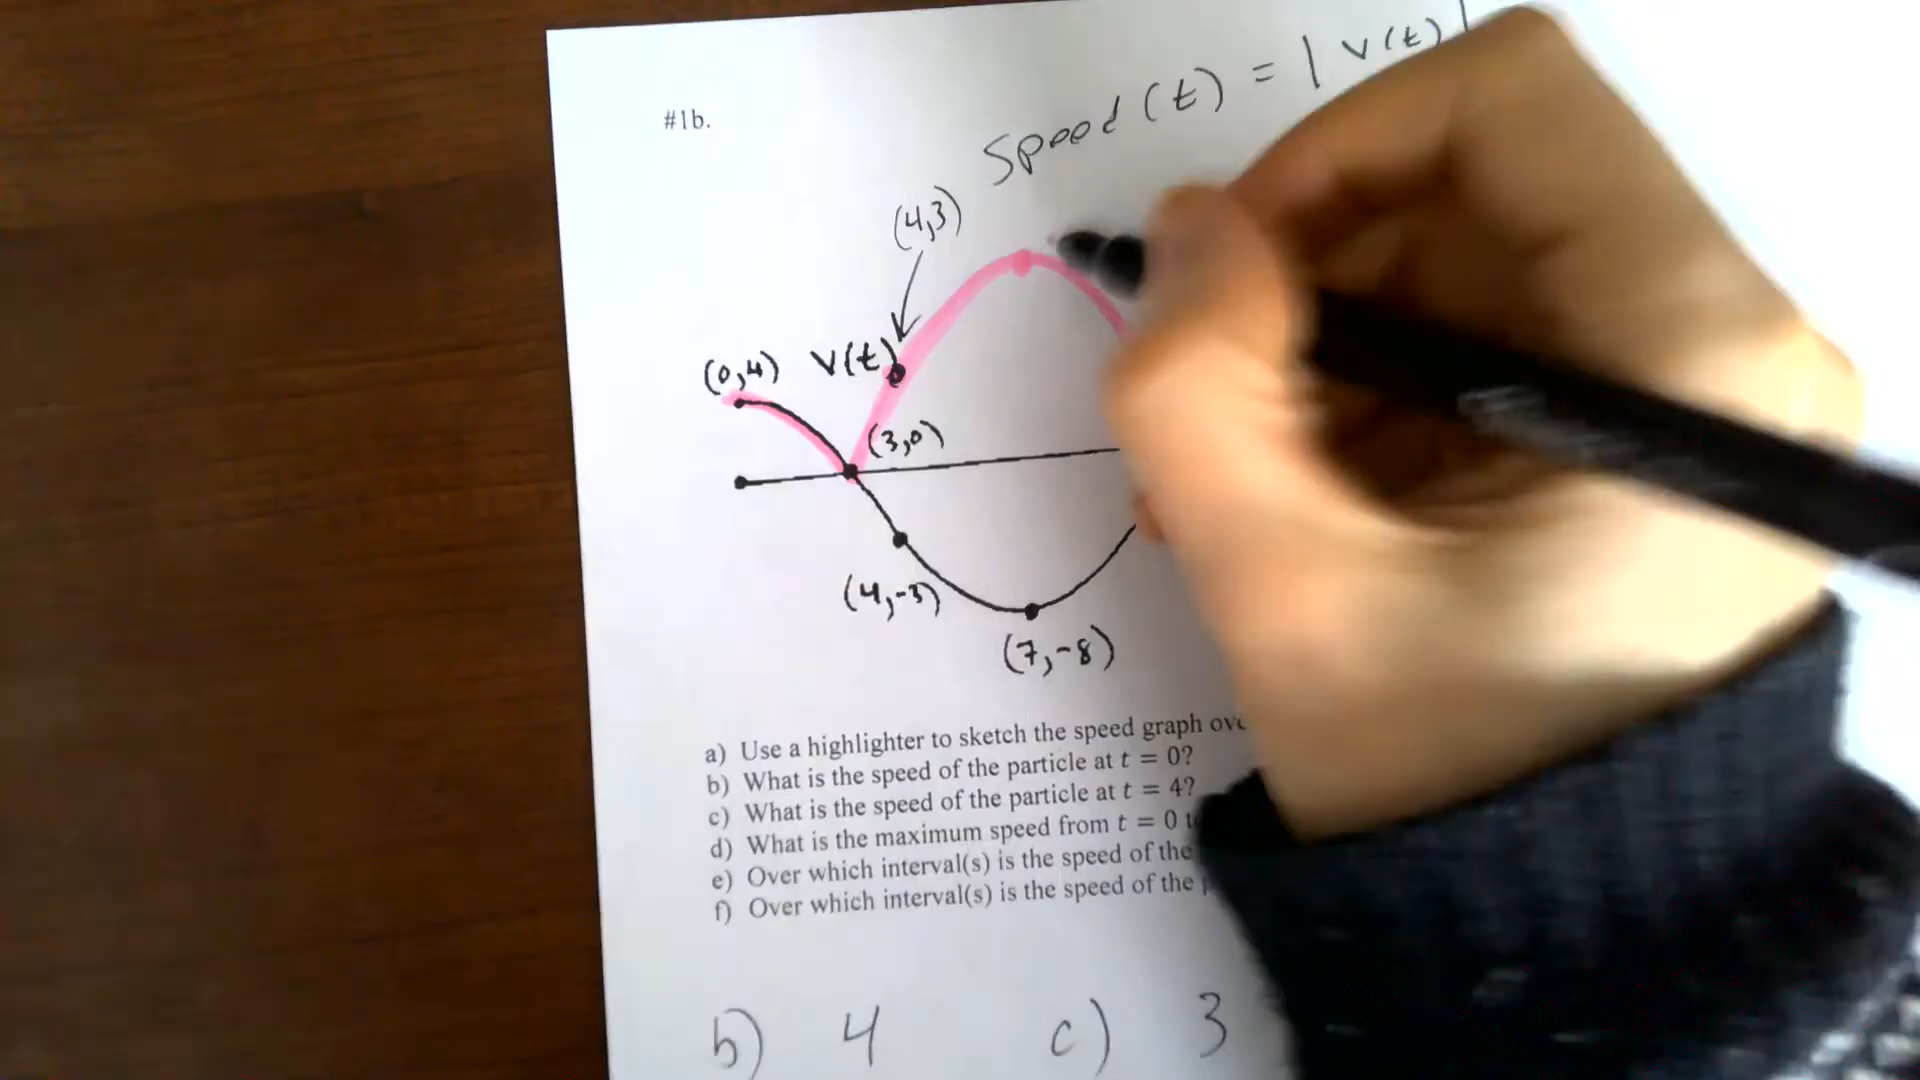 #1b.
Speed (t) = | v(t) |
(4,3)
(0,4) v(t)
(3,0)
(4,-3)
(7,-8)
a) Use a highlighter to sketch the speed graph
b) What is the speed of the particle at t = 0?
c) What is the speed of the particle at t = 4?
d) What is the maximum speed from t = 0
e) Over which interval(s) is the speed of the
f) Over which interval(s) is the speed of the
b) 4 c) 3